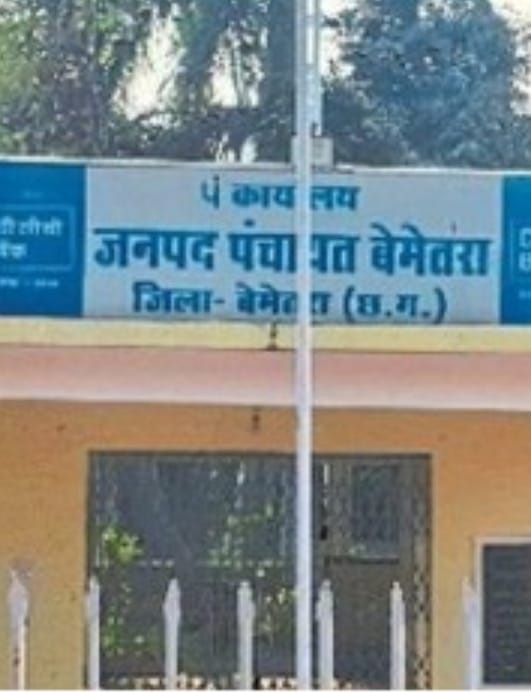 कार्यालय
जनपद पंचायत बेमेतरा
जिला- बेमेतरा (छ.ग.)